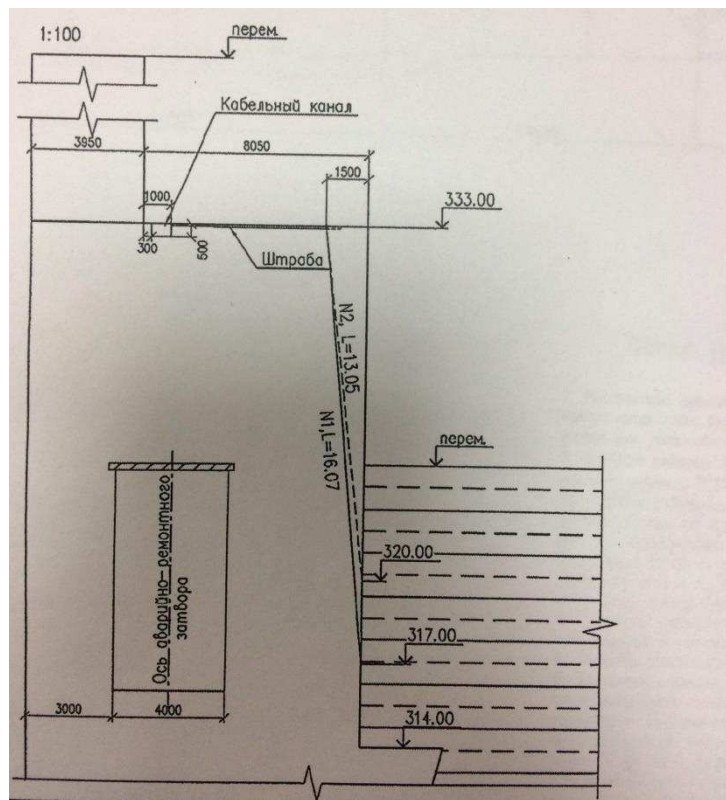 1:100
перем.
Кабельный канал
3950
8050
1500
1000
333.00
300
500
Штраба
N2, L=13.05
N1, L=16.07
перем.
320.00
Ось аварийно-ремонтного
затвора
317.00
3000
4000
314.00